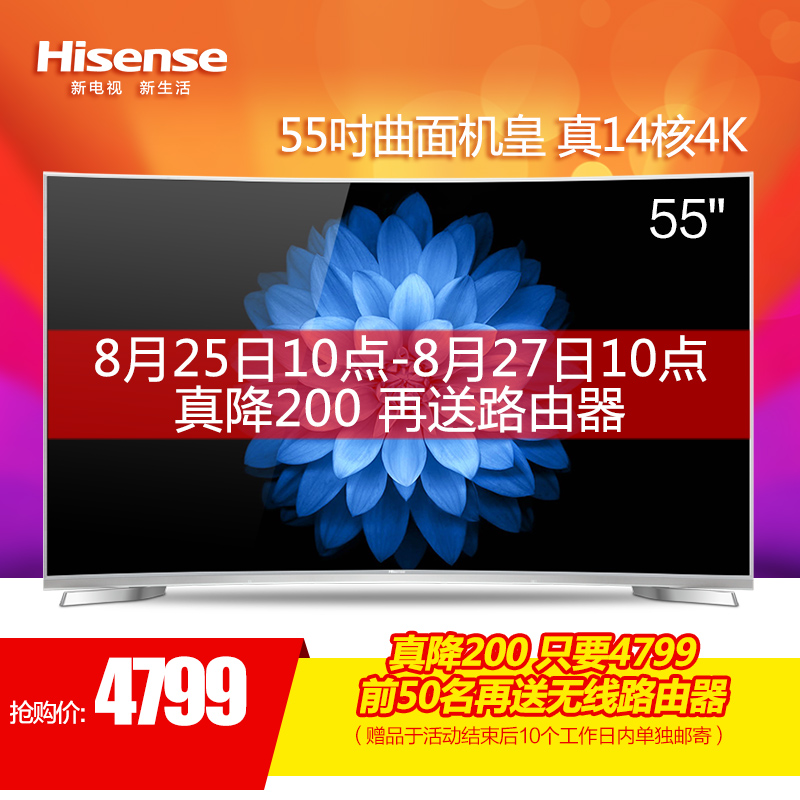 Hisense
新电视 新生活
55吋曲面机皇 真14核4K
55"
8月25日10点-8月27日10点
真降200 再送路由器
抢购价: 4799
真降200 只要4799
前50名再送无线路由器
（赠品于活动结束后10个工作日内单独邮寄）